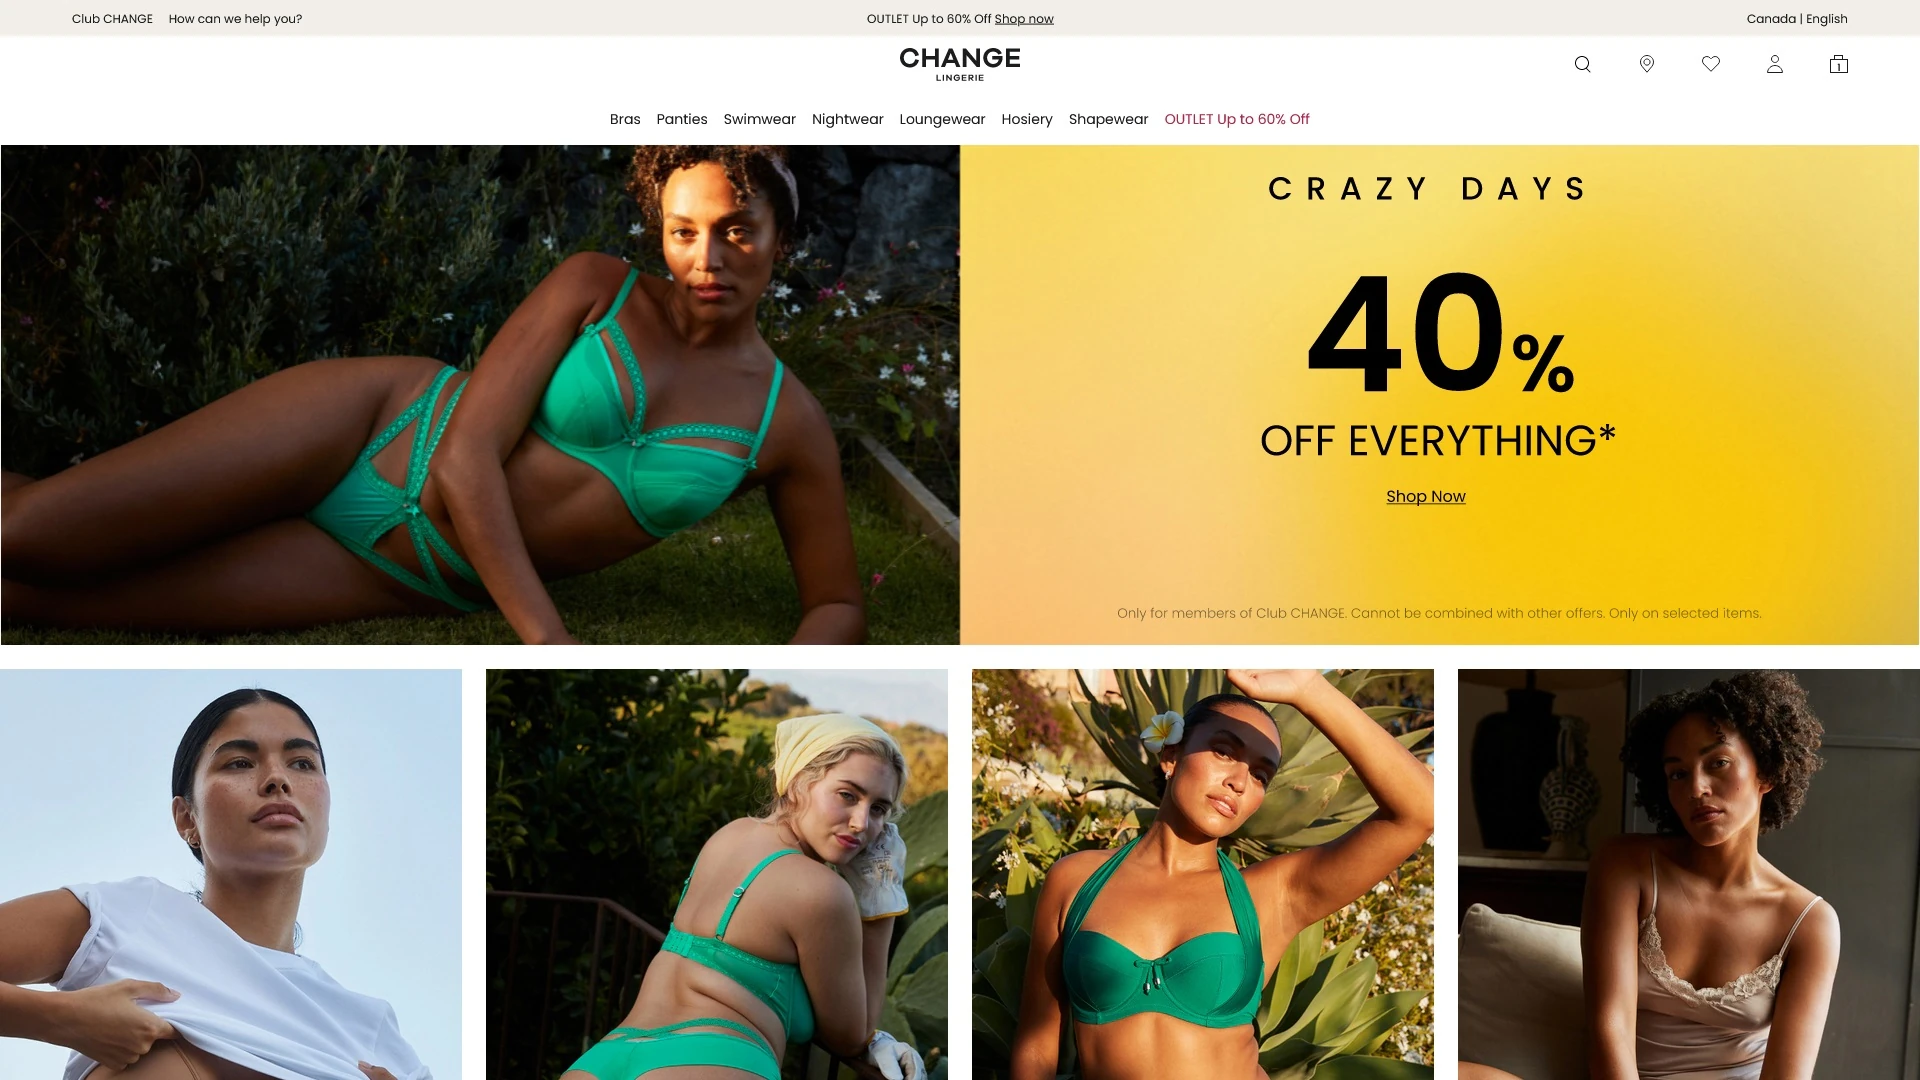 Club CHANGE How can we help you? OUTLET Up to 60% Off Shop now Canada | English
CHANGE
LINGERIE
1
Bras Panties Swimwear Nightwear Loungewear Hosiery Shapewear OUTLET Up to 60% Off
CRAZY DAYS
40%
OFF EVERYTHING*
Shop Now
Only for members of Club CHANGE. Cannot be combined with other offers. Only on selected items.